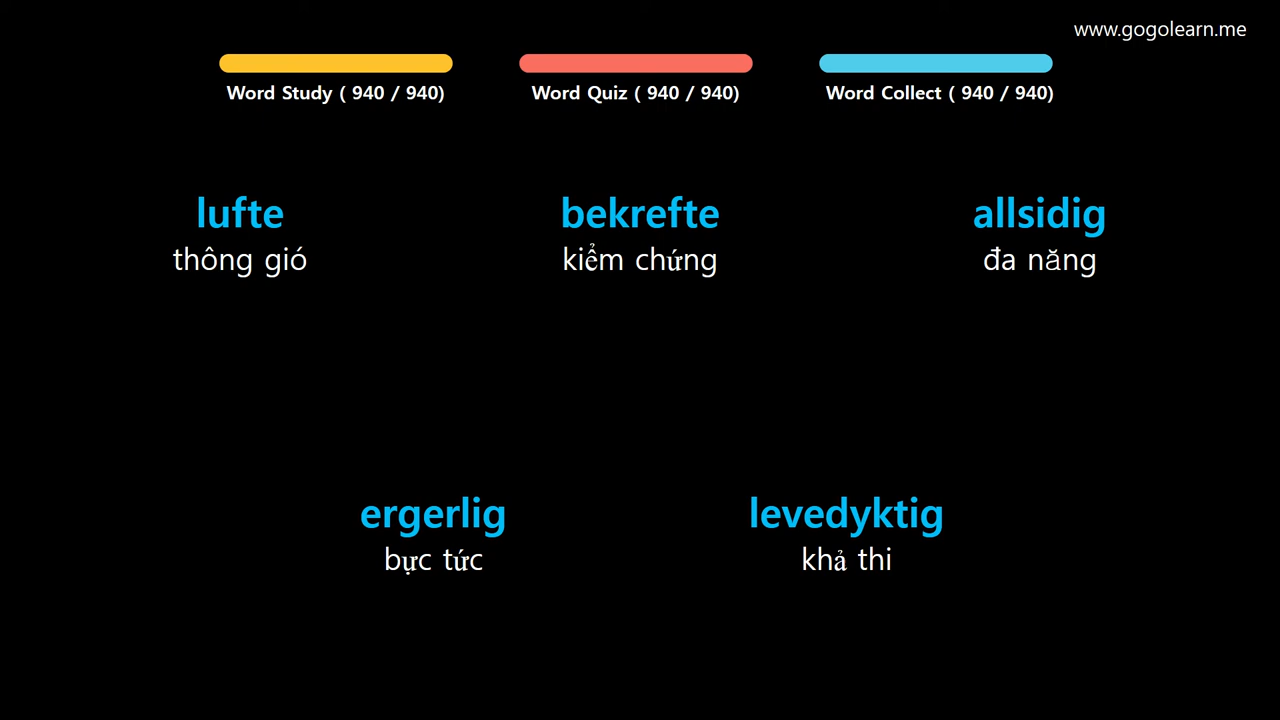 www.gogolearn.me
Word Study ( 940 / 940)
Word Quiz ( 940 / 940)
Word Collect ( 940 / 940)
lufte
thông gió
bekrefte
kiểm chứng
allsidig
đa năng
ergerlig
bực tức
levedyktig
khả thi